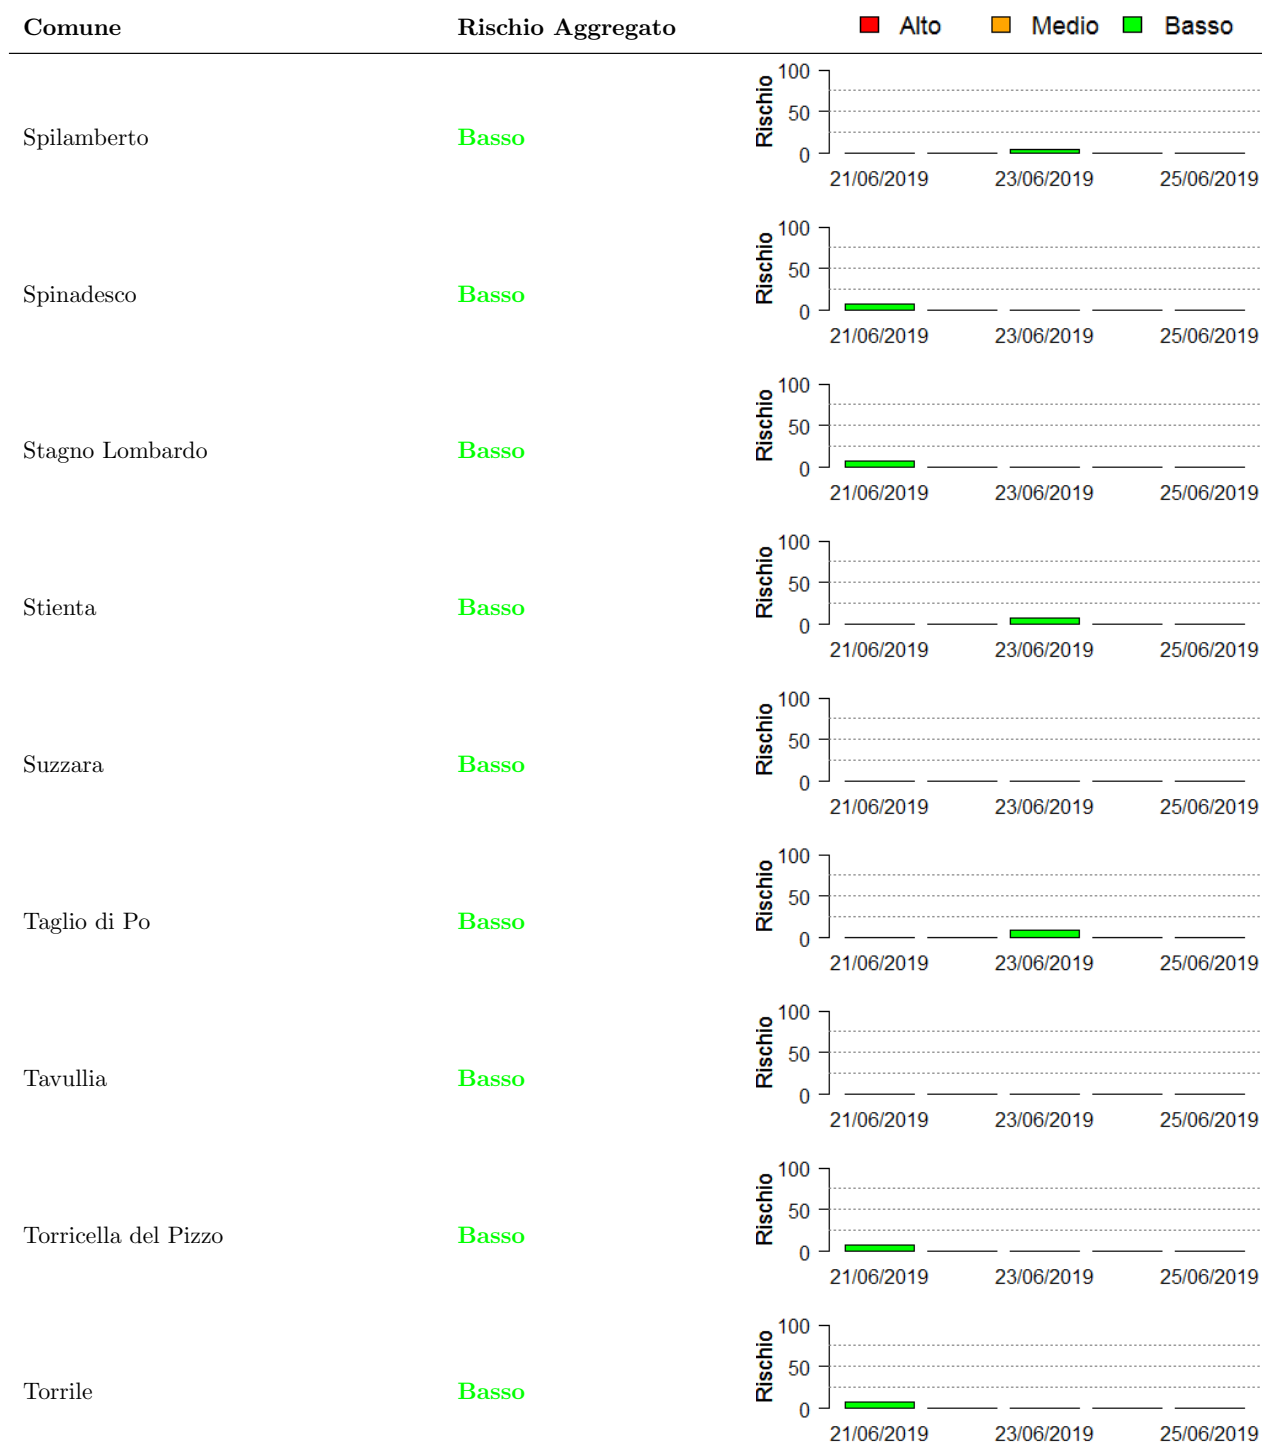 Comune Rischio Aggregato Alto Medio Basso
100
Rischio
50
Spilamberto Basso
0
21/06/2019 23/06/2019 25/06/2019
100
Rischio
50
Spinadesco Basso
0
21/06/2019 23/06/2019 25/06/2019
100
Rischio
50
Stagno Lombardo Basso
0
21/06/2019 23/06/2019 25/06/2019
100
Rischio
50
Stienta Basso
0
21/06/2019 23/06/2019 25/06/2019
100
Rischio
50
Suzzara Basso
0
21/06/2019 23/06/2019 25/06/2019
100
Rischio
50
Taglio di Po Basso
0
21/06/2019 23/06/2019 25/06/2019
100
Rischio
50
Tavullia Basso
0
21/06/2019 23/06/2019 25/06/2019
100
Rischio
50
Torricella del Pizzo Basso
0
21/06/2019 23/06/2019 25/06/2019
100
Rischio
50
Torrile Basso
0
21/06/2019 23/06/2019 25/06/2019